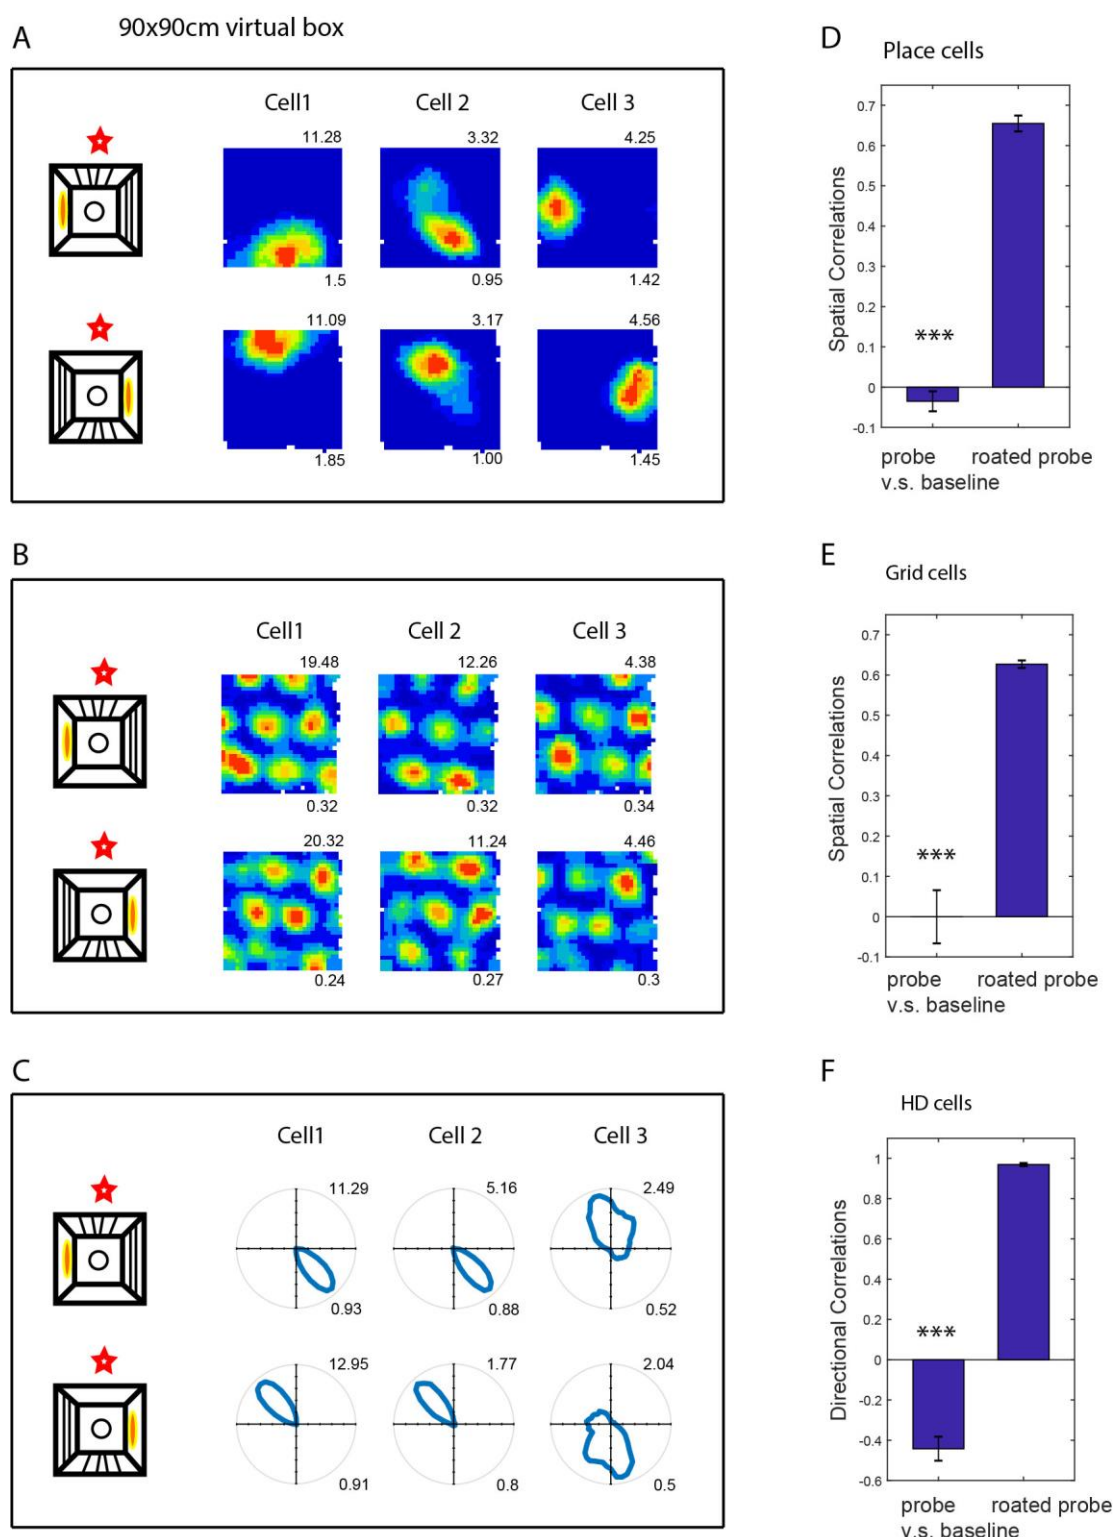 A
90x90cm virtual box
Cell1 Cell 2 Cell 3
11.28 3.32 4.25
1.5 0.95 1.42
11.09 3.17 4.56
1.85 1.00 1.45
D
Place cells
Spatial Correlations
0.7
0.6
0.5
0.4
0.3
0.2
0.1
0
-0.1
***
probe roated probe
v.s. baseline
B
Cell1 Cell 2 Cell 3
19.48 12.26 4.38
0.32 0.32 0.34
20.32 11.24 4.46
0.24 0.27 0.3
E
Grid cells
Spatial Correlations
0.7
0.6
0.5
0.4
0.3
0.2
0.1
0
-0.1
***
probe roated probe
v.s. baseline
C
Cell1 Cell 2 Cell 3
11.29 5.16 2.49
0.93 0.88 0.52
12.95 1.77 2.04
0.91 0.8 0.5
F
HD cells
Directional Correlations
1
0.8
0.6
0.4
0.2
0
-0.2
-0.4
-0.6
***
probe roated probe
v.s. baseline